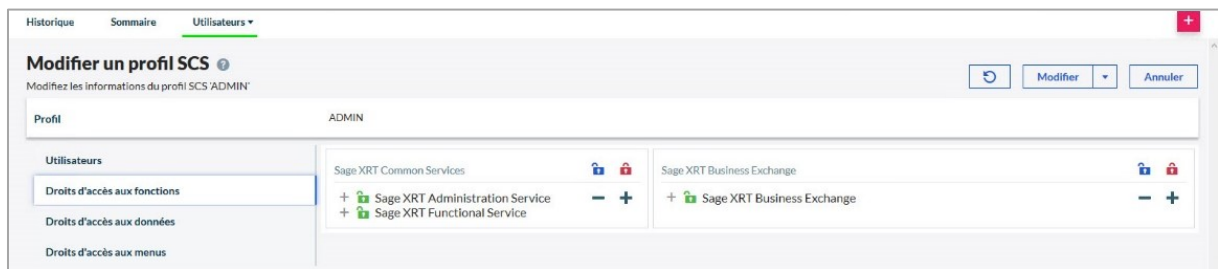 Historique Sommaire Utilisateurs
Modifier un profil SCS
Modifiez les informations du profil SCS 'ADMIN'
Modifier Annuler
Profil ADMIN
Utilisateurs
Droits d'accès aux fonctions
Droits d'accès aux données
Droits d'accès aux menus
Sage XRT Common Services
Sage XRT Administration Service
Sage XRT Functional Service
Sage XRT Business Exchange
Sage XRT Business Exchange